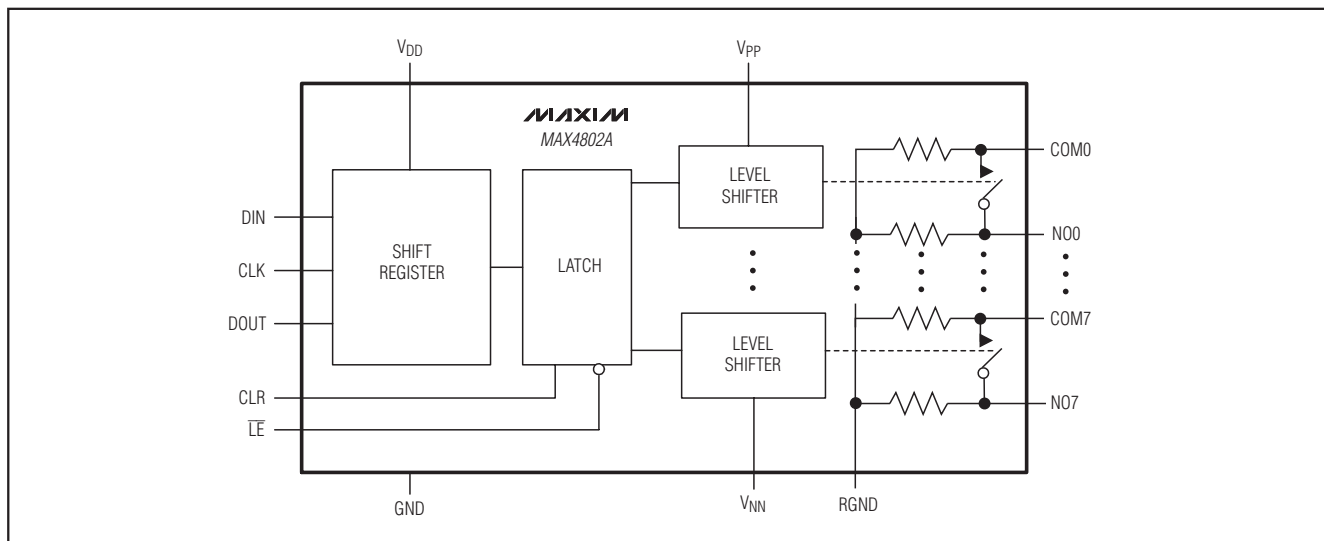 VDD
VPP
MAXIM
MAX4802A
DIN
CLK
DOUT
CLR
LE
SHIFT
REGISTER
LATCH
LEVEL
SHIFTER
LEVEL
SHIFTER
COM0
NO0
COM7
NO7
GND
VNN
RGND